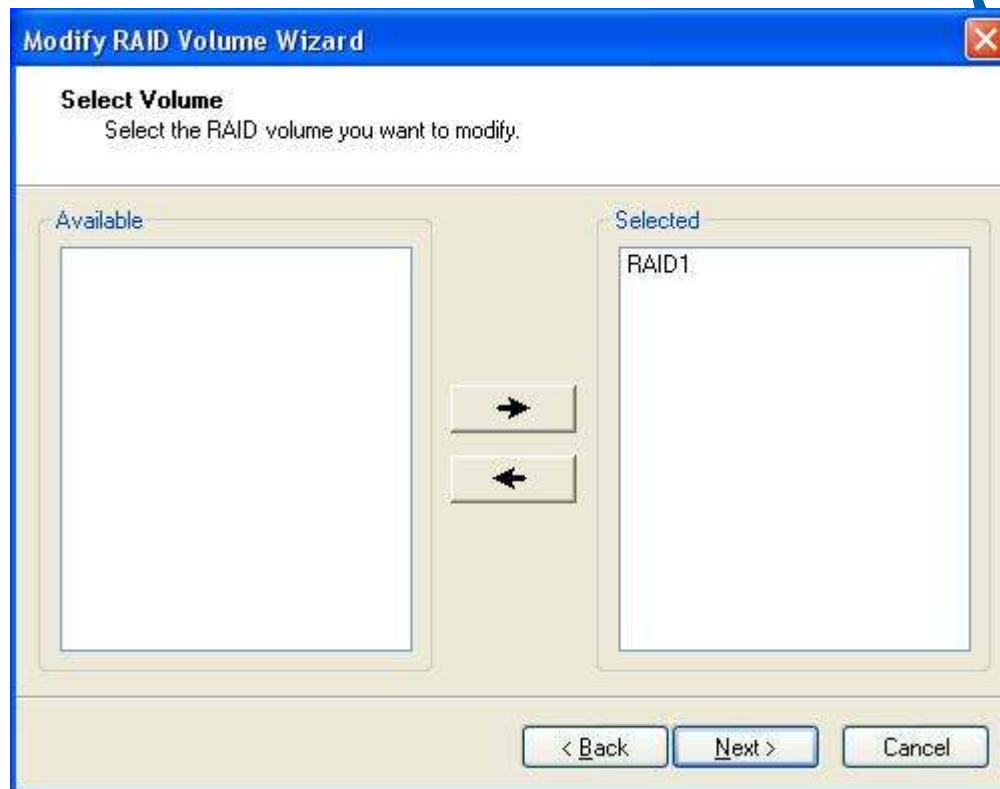 Modify RAID Volume Wizard
Select Volume
Select the RAID volume you want to modify.
Available
Selected
RAID1
< Back
Next >
Cancel